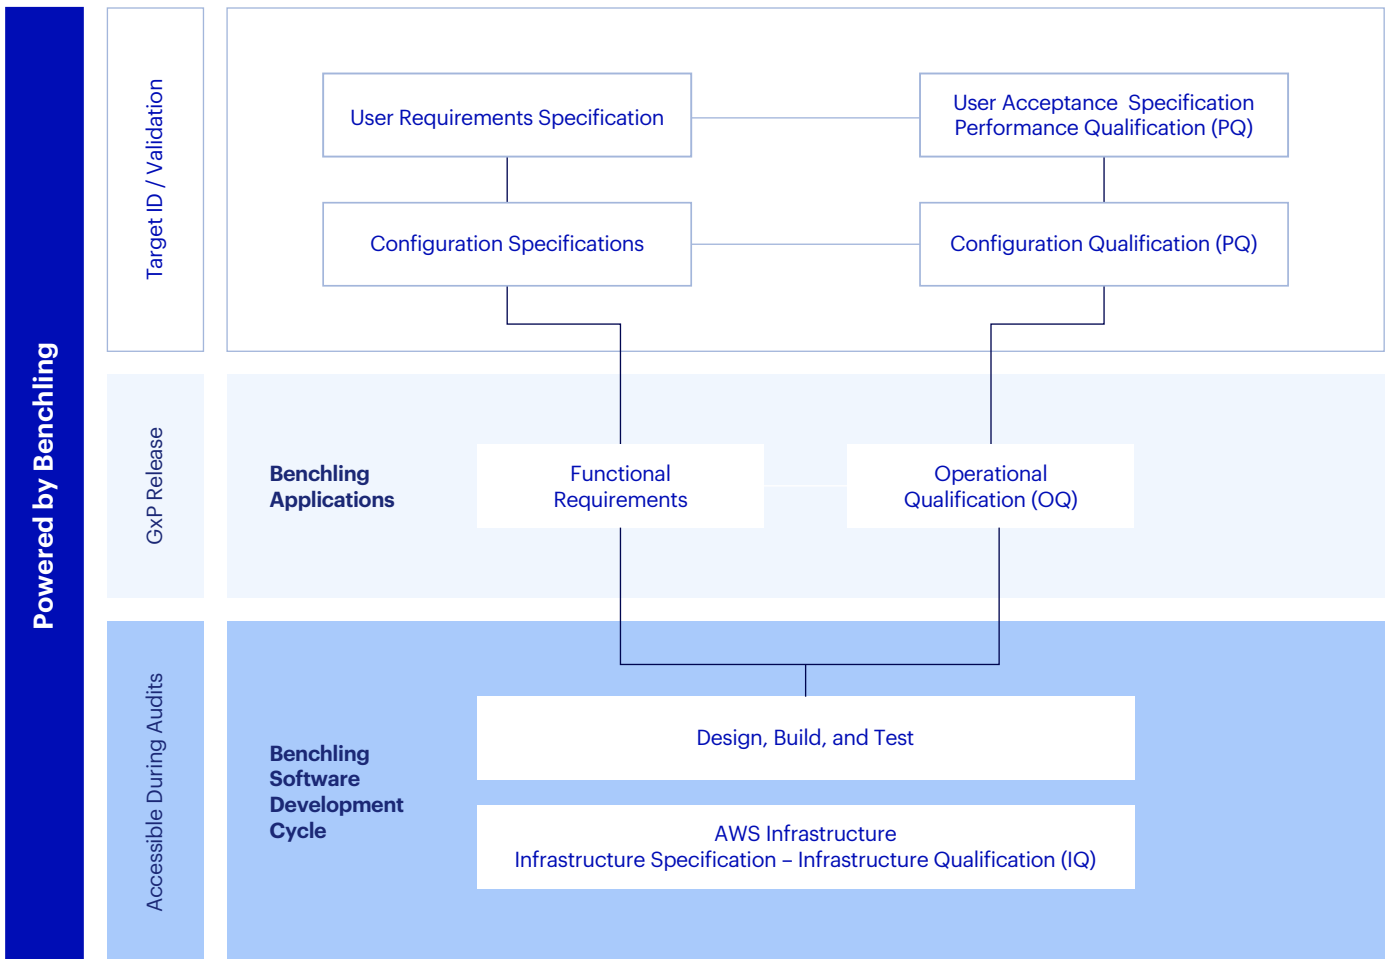 Powered by Benchling
Target ID / Validation
User Requirements Specification
User Acceptance Specification
Performance Qualification (PQ)
Configuration Specifications
Configuration Qualification (PQ)
GxP Release
Benchling
Applications
Functional
Requirements
Operational
Qualification (OQ)
Accessible During Audits
Benchling
Software
Development
Cycle
Design, Build, and Test
AWS Infrastructure
Infrastructure Specification – Infrastructure Qualification (IQ)